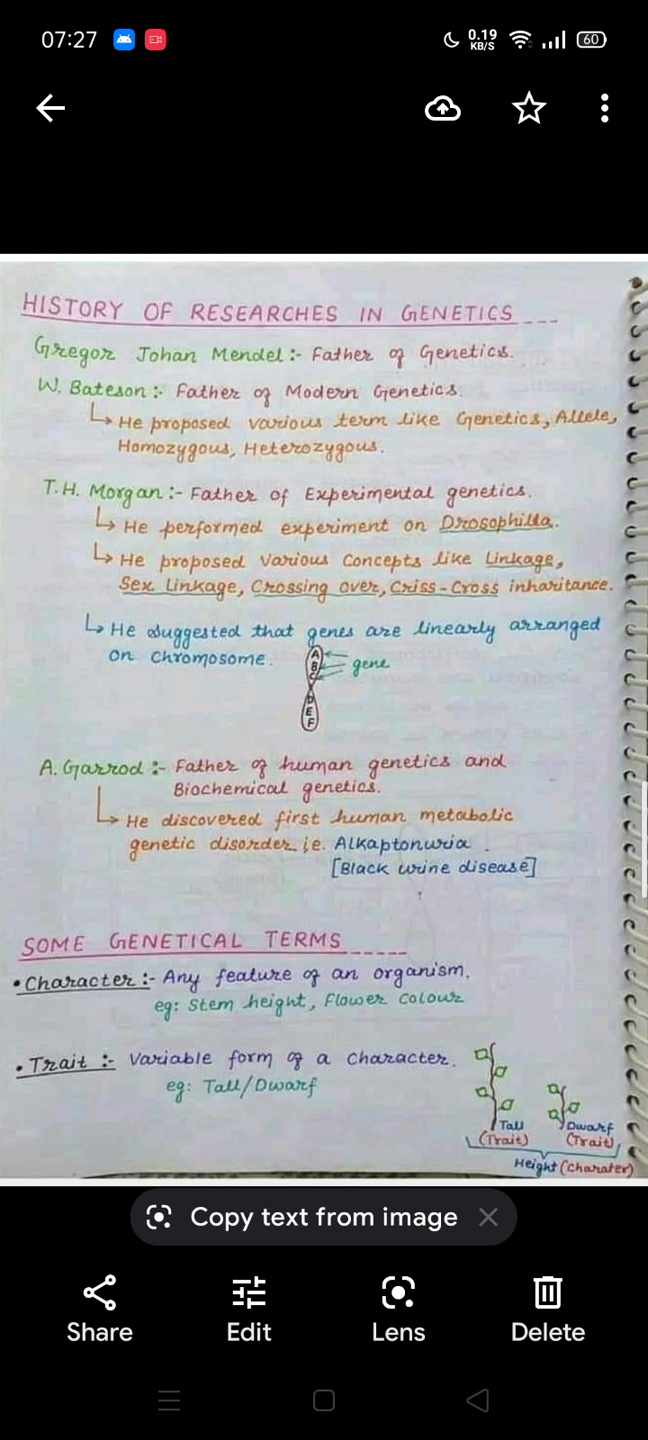 07:27
0.19
KB/S
60
HISTORY OF RESEARCHES IN GENETICS
Gregor Johan Mendel:- Father of Genetics.
W. Bateson:- Father of Modern Genetics.
↳ He proposed various term like Genetics, Allele,
Homozygous, Heterozygous.
T.H. Morgan:- Father of Experimental genetics.
↳ He performed experiment on Drosophilla.
↳ He proposed various concepts like Linkage,
Sex Linkage, Crossing over, Criss-Cross inharitance.
↳ He suggested that genes are linearly arranged
on chromosome.
A
B
C
D
E
F
gene
A. Garrod:- Father of human genetics and
Biochemical genetics.
↳ He discovered first human metabolic
genetic disorder i.e. Alkaptonuria.
[Black urine disease]
SOME GENETICAL TERMS
• Character:- Any feature of an organism.
eg: Stem height, Flower Colour
• Trait:- Variable form of a character.
eg: Tall/Dwarf
Tall
(Trait)
Dwarf
(Trait)
Height (charater)
Copy text from image
Share
Edit
Lens
Delete